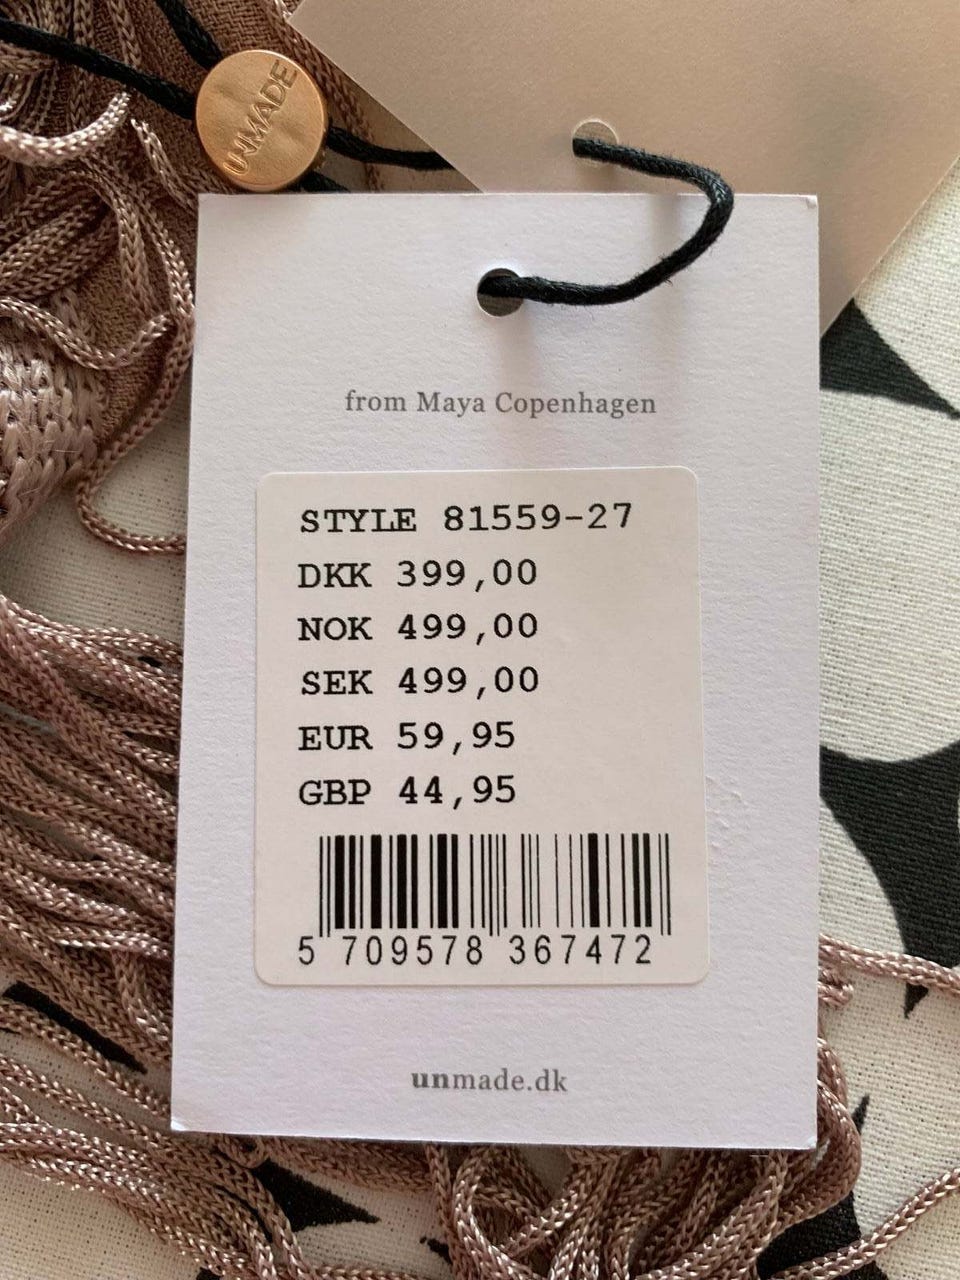 UNMADE
from Maya Copenhagen
STYLE 81559-27
DKK 399,00
NOK 499,00
SEK 499,00
EUR 59,95
GBP 44,95
5 709578 367472
unmade.dk